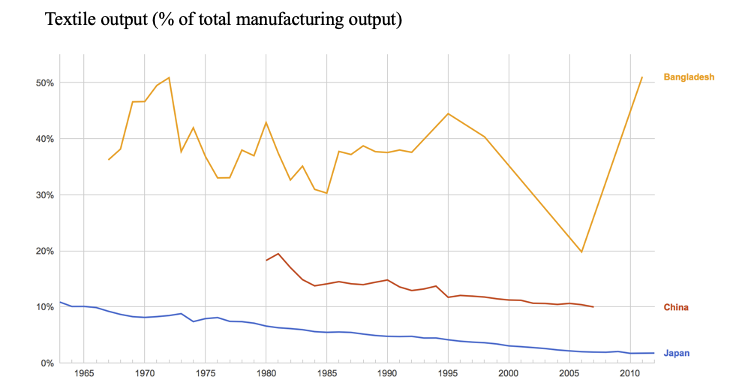 Textile output (% of total manufacturing output)
50%
40%
30%
20%
10%
0%
1965 1970 1975 1980 1985 1990 1995 2000 2005 2010
Bangladesh
China
Japan